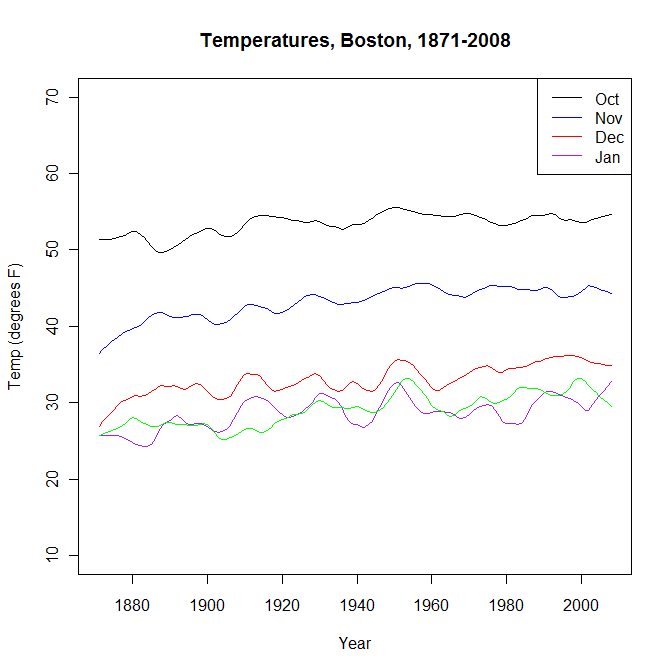 Temperatures, Boston, 1871-2008
Oct
Nov
Dec
Jan
Temp (degrees F)
70
60
50
40
30
20
10
1880 1900 1920 1940 1960 1980 2000
Year